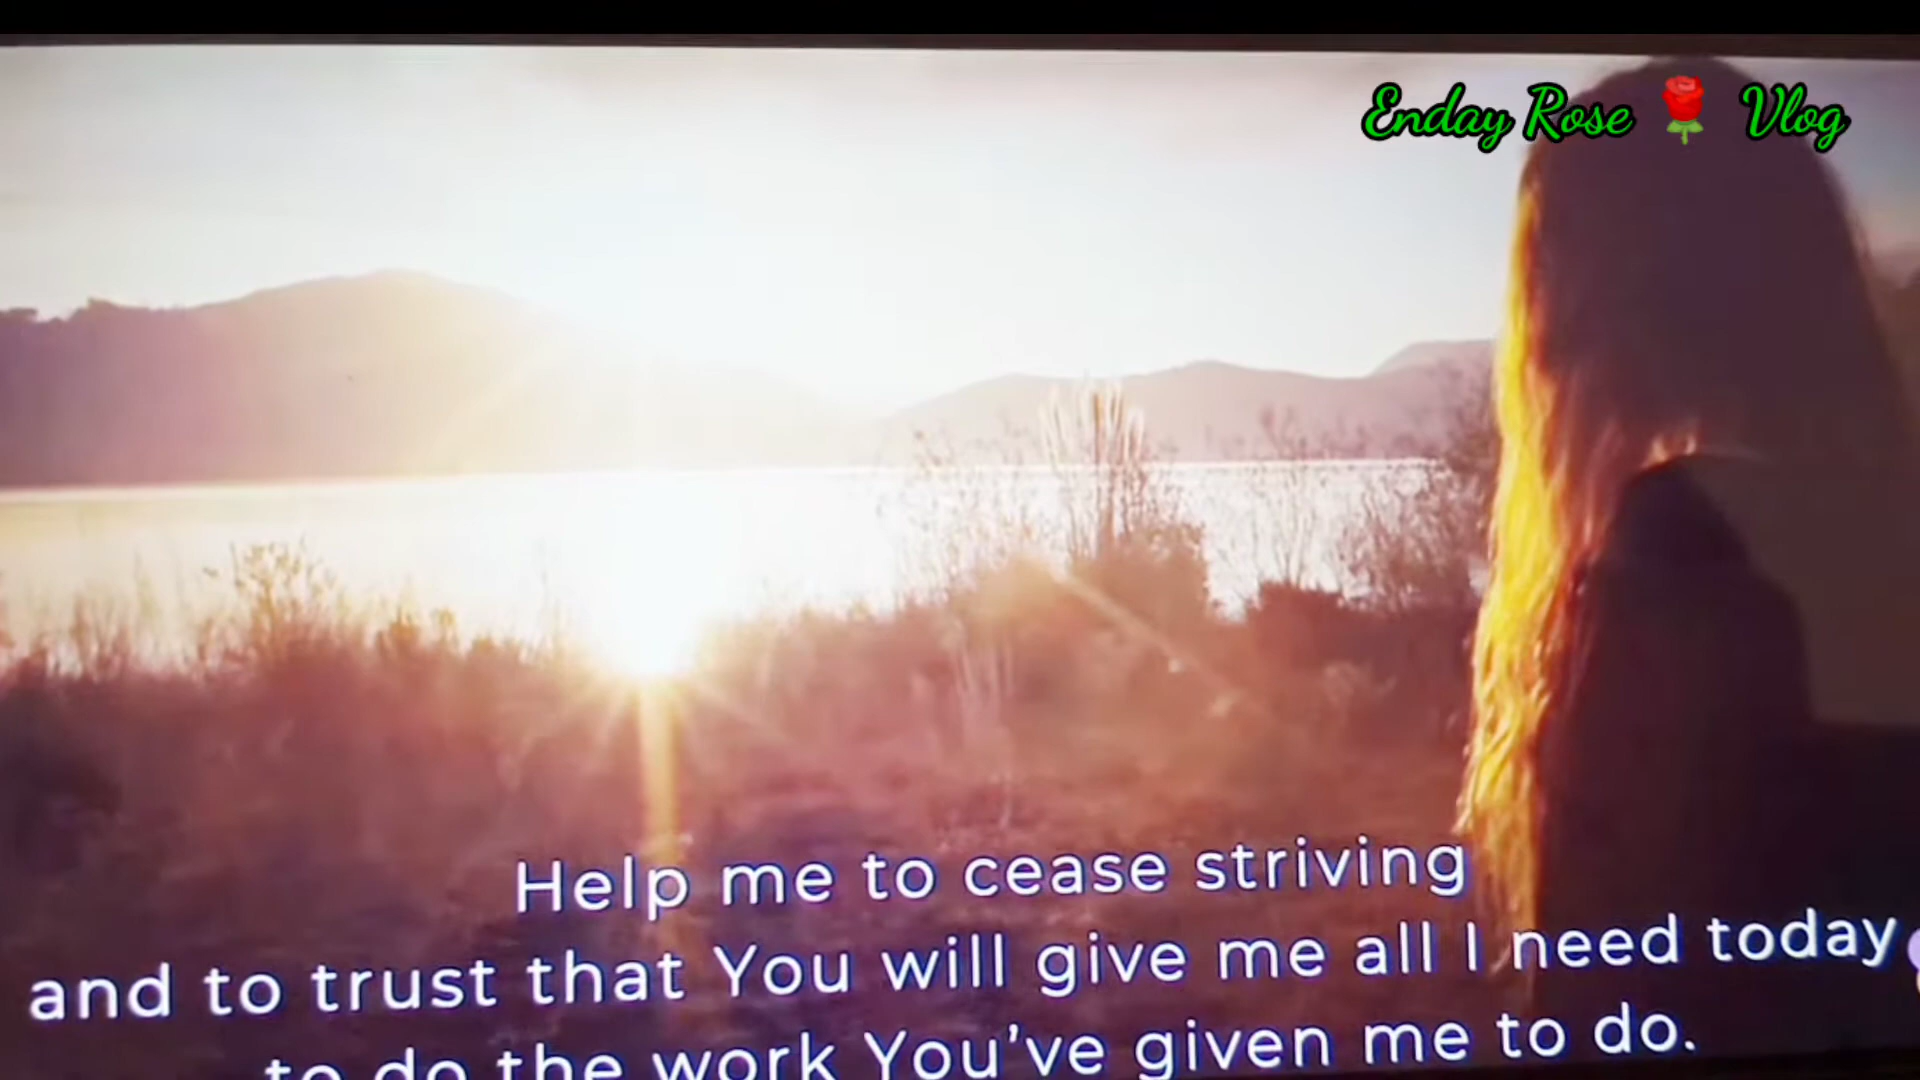 Enday Rose 🌹 Vlog
Help me to cease striving
and to trust that You will give me all I need today
to do the work You've given me to do.